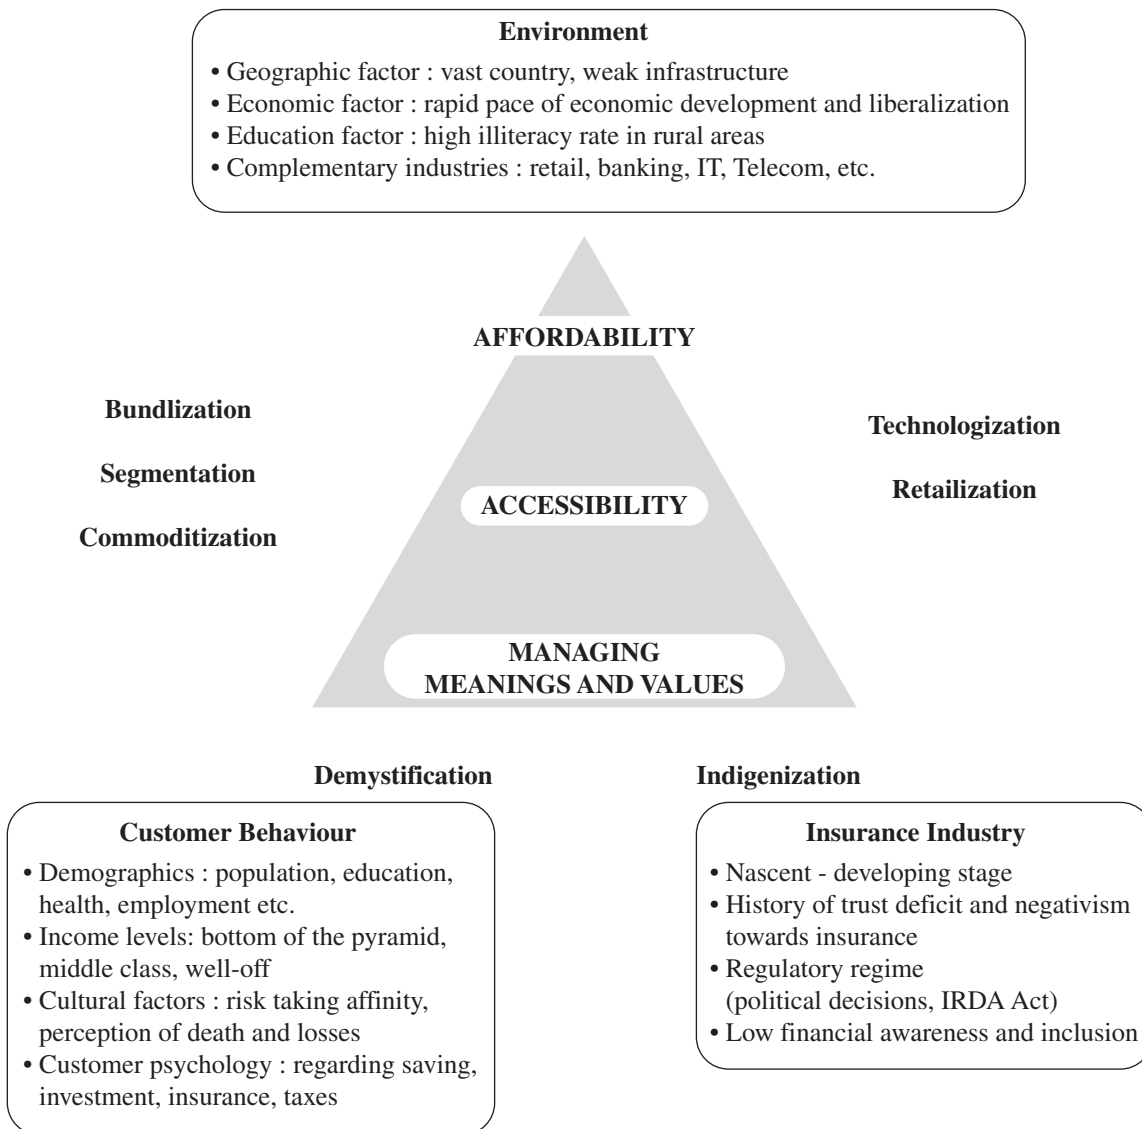 Environment
• Geographic factor : vast country, weak infrastructure
• Economic factor : rapid pace of economic development and liberalization
• Education factor : high illiteracy rate in rural areas
• Complementary industries : retail, banking, IT, Telecom, etc.
AFFORDABILITY
Bundlization
Technologization
Segmentation
Retailization
ACCESSIBILITY
Commoditization
MANAGING
MEANINGS AND VALUES
Demystification
Indigenization
Customer Behaviour
• Demographics : population, education,
health, employment etc.
• Income levels: bottom of the pyramid,
middle class, well-off
• Cultural factors : risk taking affinity,
perception of death and losses
• Customer psychology : regarding saving,
investment, insurance, taxes
Insurance Industry
• Nascent - developing stage
• History of trust deficit and negativism
towards insurance
• Regulatory regime
(political decisions, IRDA Act)
• Low financial awareness and inclusion